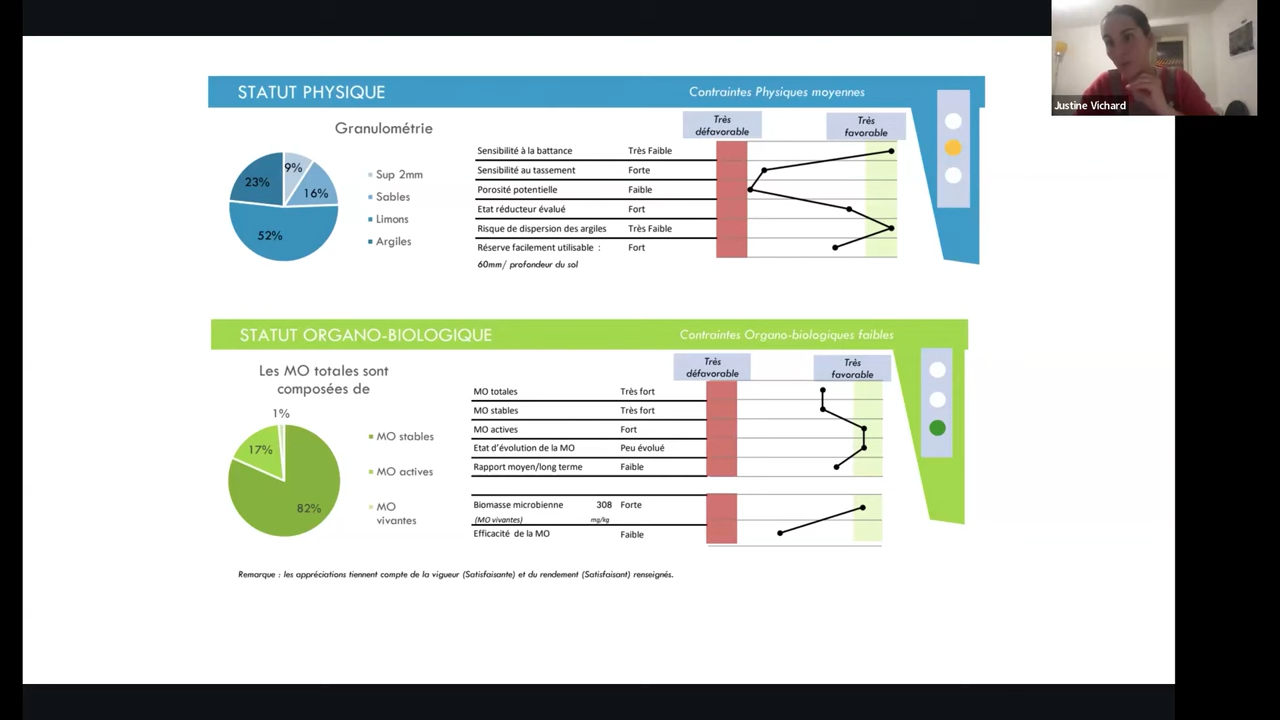 Justine Vichard
STATUT PHYSIQUE
Contraintes Physiques moyennes
Granulométrie
Très
défavorable
Très
favorable
9%
16%
23%
52%
Sup 2mm
Sables
Limons
Argiles
Sensibilité à la battance Très Faible
Sensibilité au tassement Forte
Porosité potentielle Faible
Etat réducteur évalué Fort
Risque de dispersion des argiles Très Faible
Réserve facilement utilisable : Fort
60mm/ profondeur du sol
STATUT ORGANO-BIOLOGIQUE
Contraintes Organo-biologiques faibles
Les MO totales sont
composées de
Très
défavorable
Très
favorable
1%
17%
82%
MO stables
MO actives
MO
vivantes
MO totales Très fort
MO stables Très fort
MO actives Fort
Etat d'évolution de la MO Peu évolué
Rapport moyen/long terme Faible
Biomasse microbienne 308 Forte
(MO vivantes) mg/kg
Efficacité de la MO Faible
Remarque : les appréciations tiennent compte de la vigueur (Satisfaisante) et du rendement (Satisfaisant) renseignés.